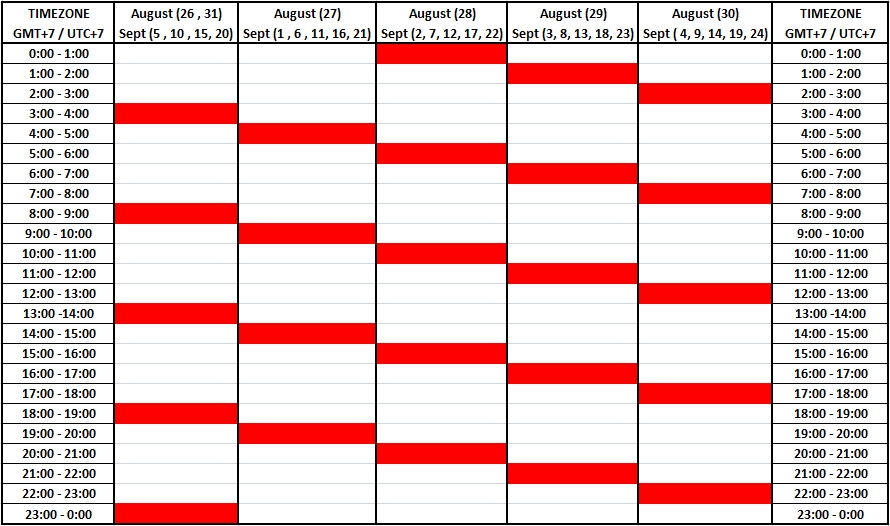 TIMEZONE August (26 , 31) August (27) August (28) August (29) August (30) TIMEZONE
GMT+7 / UTC+7 Sept (5 , 10 , 15, 20) Sept (1 , 6 , 11, 16, 21) Sept (2, 7, 12, 17, 22) Sept (3, 8, 13, 18, 23) Sept ( 4, 9, 14, 19, 24) GMT+7 / UTC+7
0:00 - 1:00 0:00 - 1:00
1:00 - 2:00 1:00 - 2:00
2:00 - 3:00 2:00 - 3:00
3:00 - 4:00 3:00 - 4:00
4:00 - 5:00 4:00 - 5:00
5:00 - 6:00 5:00 - 6:00
6:00 - 7:00 6:00 - 7:00
7:00 - 8:00 7:00 - 8:00
8:00 - 9:00 8:00 - 9:00
9:00 - 10:00 9:00 - 10:00
10:00 - 11:00 10:00 - 11:00
11:00 - 12:00 11:00 - 12:00
12:00 - 13:00 12:00 - 13:00
13:00 -14:00 13:00 -14:00
14:00 - 15:00 14:00 - 15:00
15:00 - 16:00 15:00 - 16:00
16:00 - 17:00 16:00 - 17:00
17:00 - 18:00 17:00 - 18:00
18:00 - 19:00 18:00 - 19:00
19:00 - 20:00 19:00 - 20:00
20:00 - 21:00 20:00 - 21:00
21:00 - 22:00 21:00 - 22:00
22:00 - 23:00 22:00 - 23:00
23:00 - 0:00 23:00 - 0:00